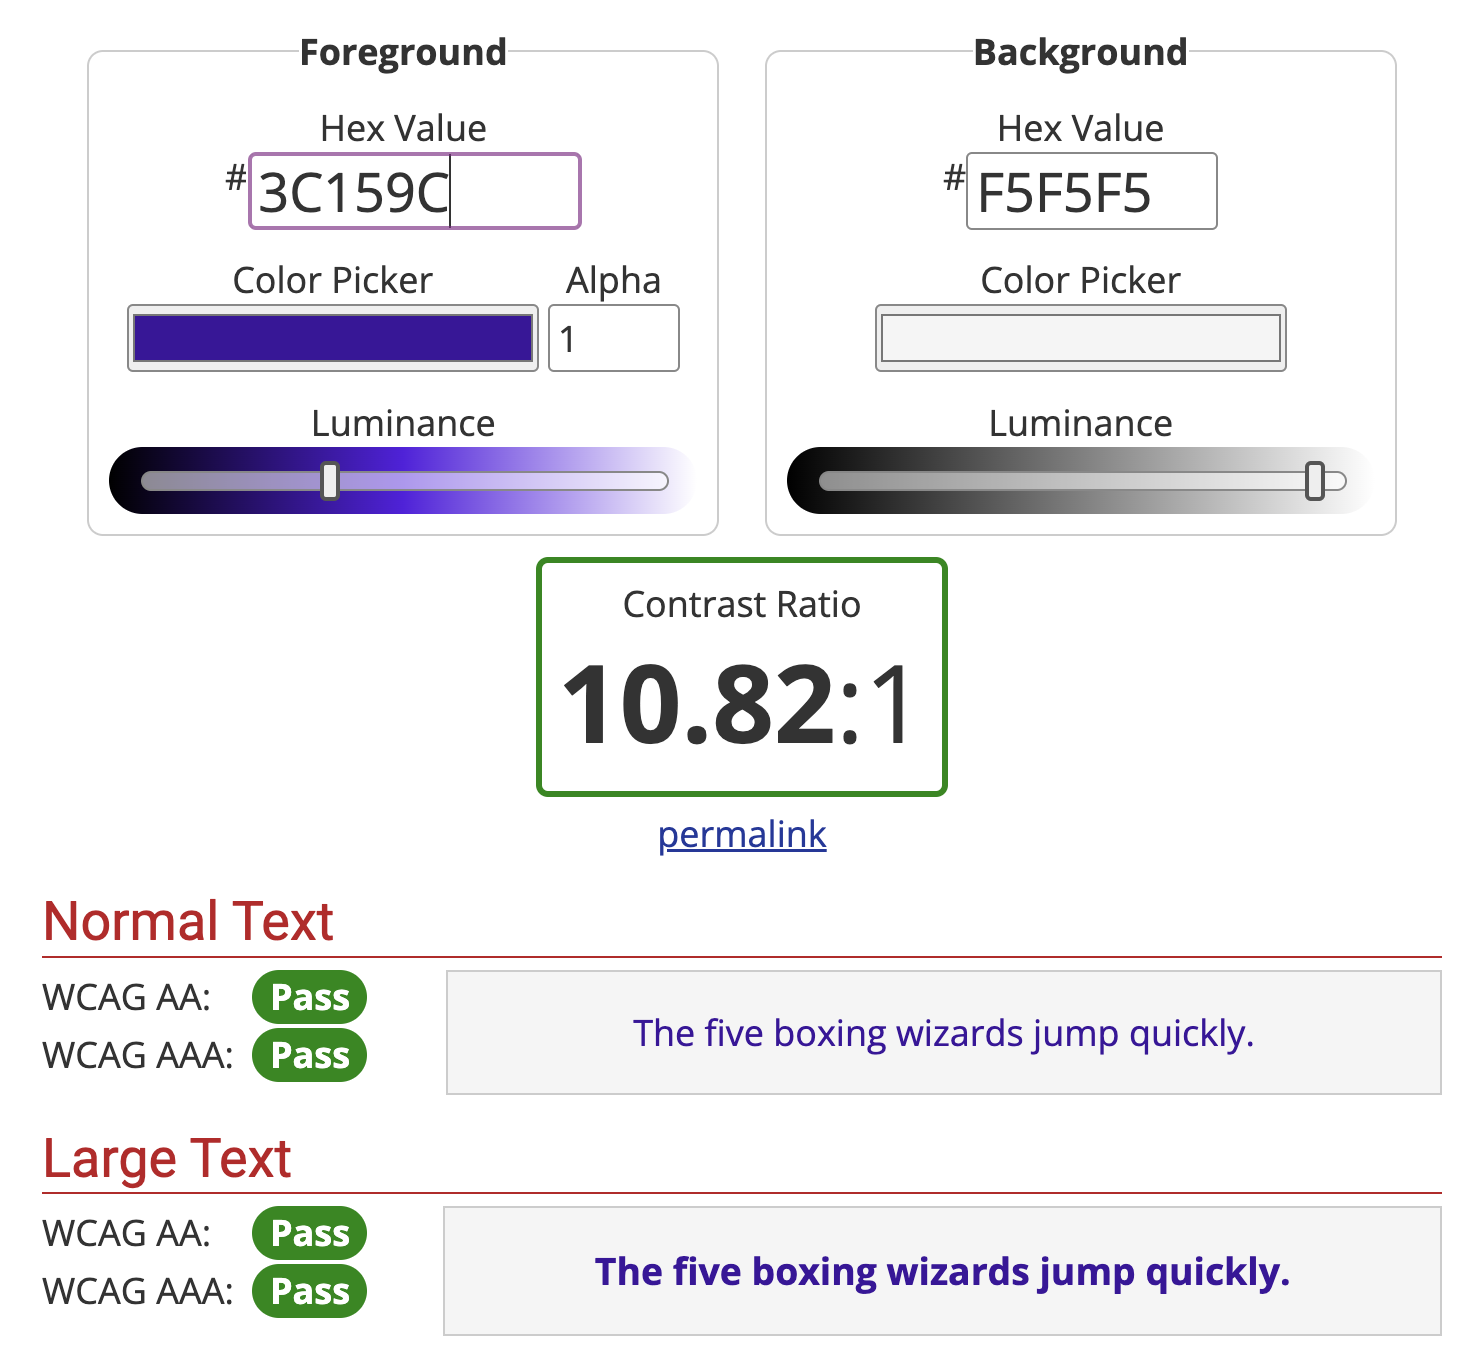 Foreground
Hex Value
#3C159C
Color Picker
Alpha
1
Luminance
Background
Hex Value
#F5F5F5
Color Picker
Luminance
Contrast Ratio
10.82:1
permalink
Normal Text
WCAG AA: Pass
WCAG AAA: Pass
The five boxing wizards jump quickly.
Large Text
WCAG AA: Pass
WCAG AAA: Pass
The five boxing wizards jump quickly.